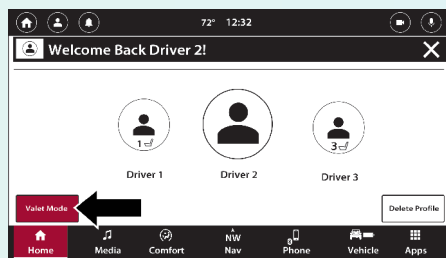 72° 12:32
Welcome Back Driver 2!
1
3
Driver 1 Driver 2 Driver 3
Valet Mode Delete Profile
NW
Home Media Comfort Nav Phone Vehicle Apps